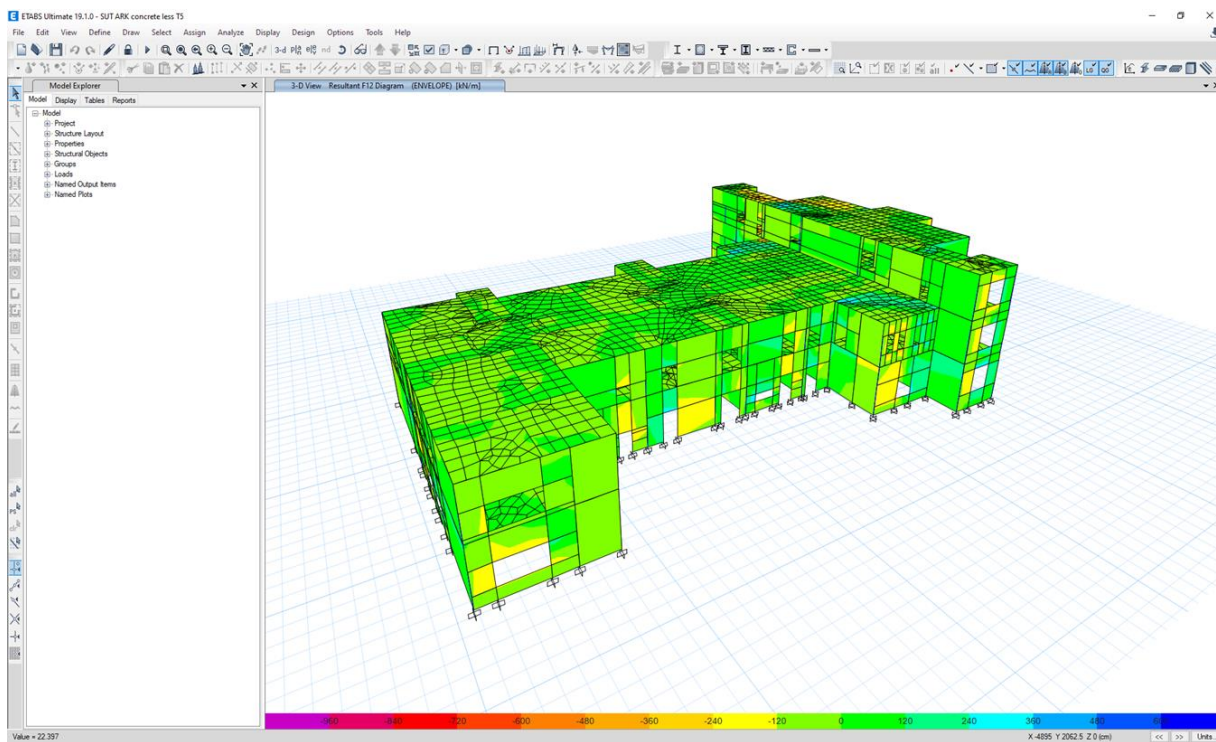 ETABS Ultimate 19.1.0 - SUT ARK concrete less T5
File Edit View Define Draw Select Assign Analyze Display Design Options Tools Help
3-d
nd
Model Explorer
3-D View Resultant F12 Diagram (ENVELOPE) [kN/m]
Model Display Tables Reports
Model
Project
Structure Layout
Properties
Structural Objects
Groups
Loads
Named Output Items
Named Plots
all
-960 -840 -720 -600 -480 -360 -240 -120 0 120 240 360 480
Value = 22.397
X -4895 Y 2062.5 Z 0 (cm) << >> Units...